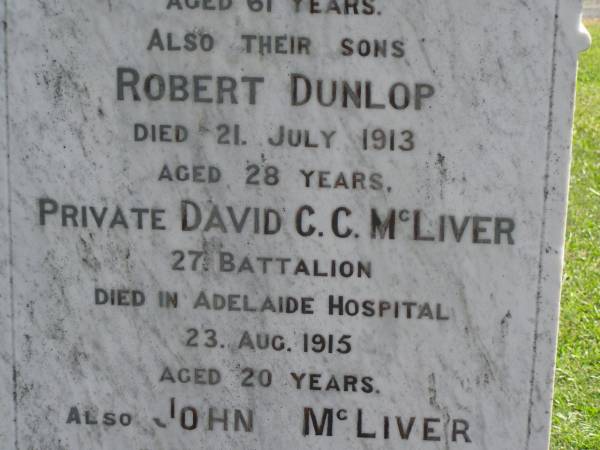 AGED 61 YEARS.
ALSO THEIR SONS
ROBERT DUNLOP
DIED 21. JULY 1913
AGED 28 YEARS,
PRIVATE DAVID C. C. McLIVER
27. BATTALION
DIED IN ADELAIDE HOSPITAL
23. AUG. 1915
AGED 20 YEARS.
ALSO JOHN McLIVER